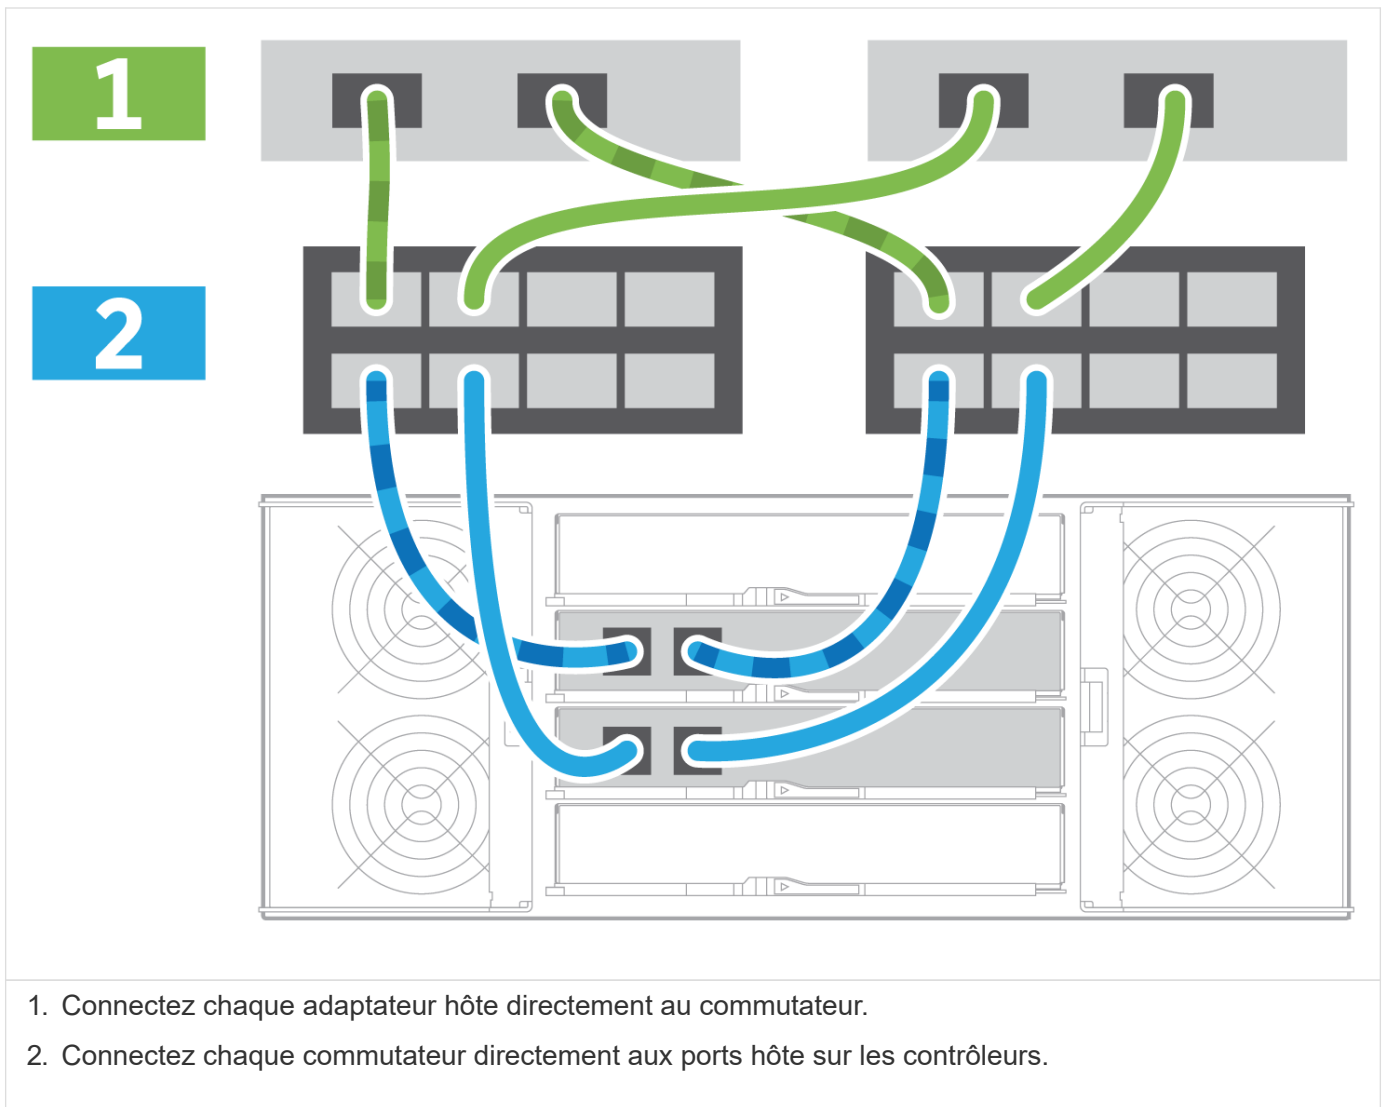 1
2
1. Connectez chaque adaptateur hôte directement au commutateur.
2. Connectez chaque commutateur directement aux ports hôte sur les contrôleurs.